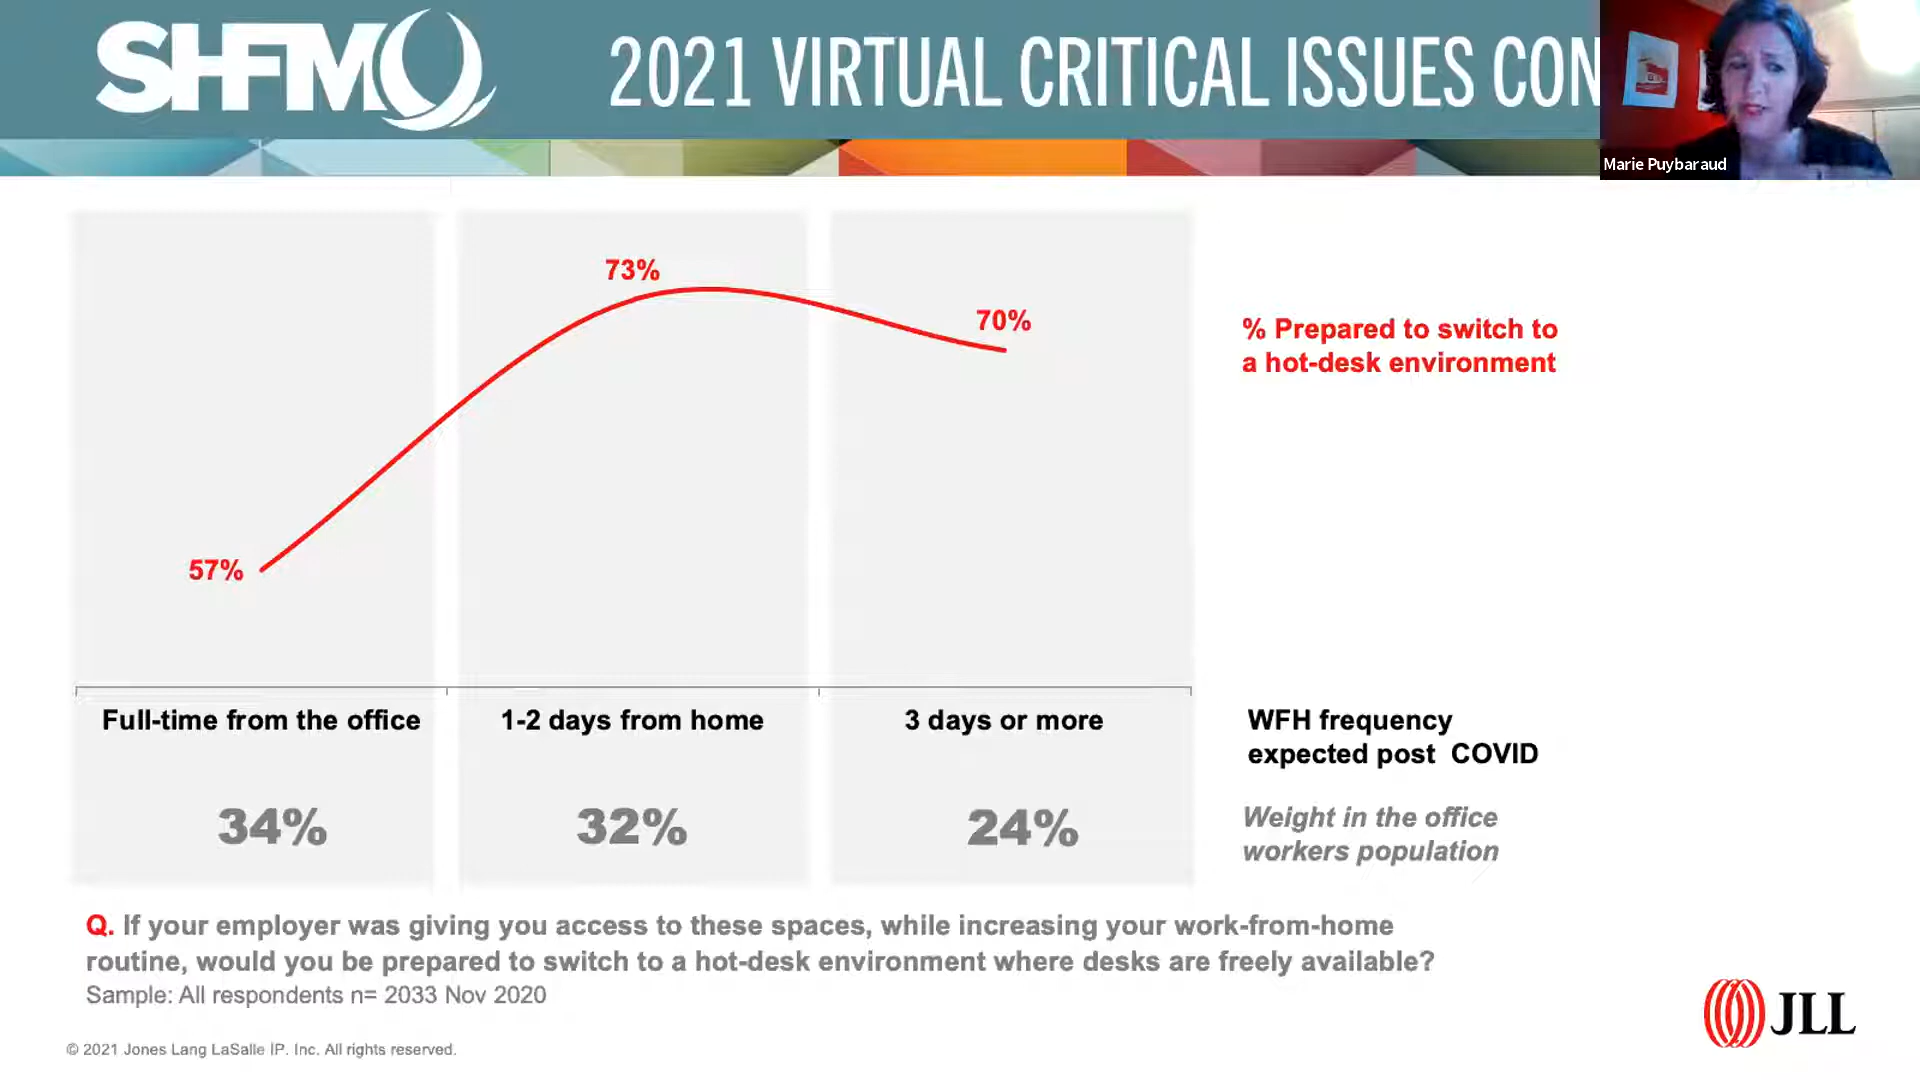 SHFM
2021 VIRTUAL CRITICAL ISSUES CON
Marie Puybaraud
73%
70%
57%
% Prepared to switch to
a hot-desk environment
Full-time from the office
1-2 days from home
3 days or more
WFH frequency
expected post COVID
34%
32%
24%
Weight in the office
workers population
Q. If your employer was giving you access to these spaces, while increasing your work-from-home
routine, would you be prepared to switch to a hot-desk environment where desks are freely available?
Sample: All respondents n= 2033 Nov 2020
JLL
© 2021 Jones Lang LaSalle IP. Inc. All rights reserved.